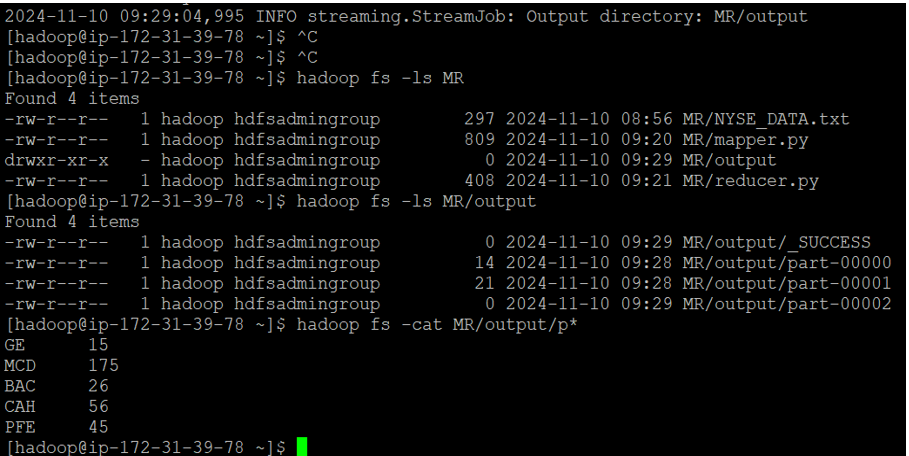 2024-11-10 09:29:04,995 INFO streaming.StreamJob: Output directory: MR/output
[hadoop@ip-172-31-39-78 ~]$ ^C
[hadoop@ip-172-31-39-78 ~]$ ^C
[hadoop@ip-172-31-39-78 ~]$ hadoop fs -ls MR
Found 4 items
-rw-r--r--   1 hadoop hdfsadmingroup        297 2024-11-10 08:56 MR/NYSE_DATA.txt
-rw-r--r--   1 hadoop hdfsadmingroup        809 2024-11-10 09:20 MR/mapper.py
drwxr-xr-x   - hadoop hdfsadmingroup          0 2024-11-10 09:29 MR/output
-rw-r--r--   1 hadoop hdfsadmingroup        408 2024-11-10 09:21 MR/reducer.py
[hadoop@ip-172-31-39-78 ~]$ hadoop fs -ls MR/output
Found 4 items
-rw-r--r--   1 hadoop hdfsadmingroup          0 2024-11-10 09:29 MR/output/_SUCCESS
-rw-r--r--   1 hadoop hdfsadmingroup         14 2024-11-10 09:28 MR/output/part-00000
-rw-r--r--   1 hadoop hdfsadmingroup         21 2024-11-10 09:28 MR/output/part-00001
-rw-r--r--   1 hadoop hdfsadmingroup          0 2024-11-10 09:29 MR/output/part-00002
[hadoop@ip-172-31-39-78 ~]$ hadoop fs -cat MR/output/p*
GE      15
MCD     175
BAC     26
CAH     56
PFE     45
[hadoop@ip-172-31-39-78 ~]$